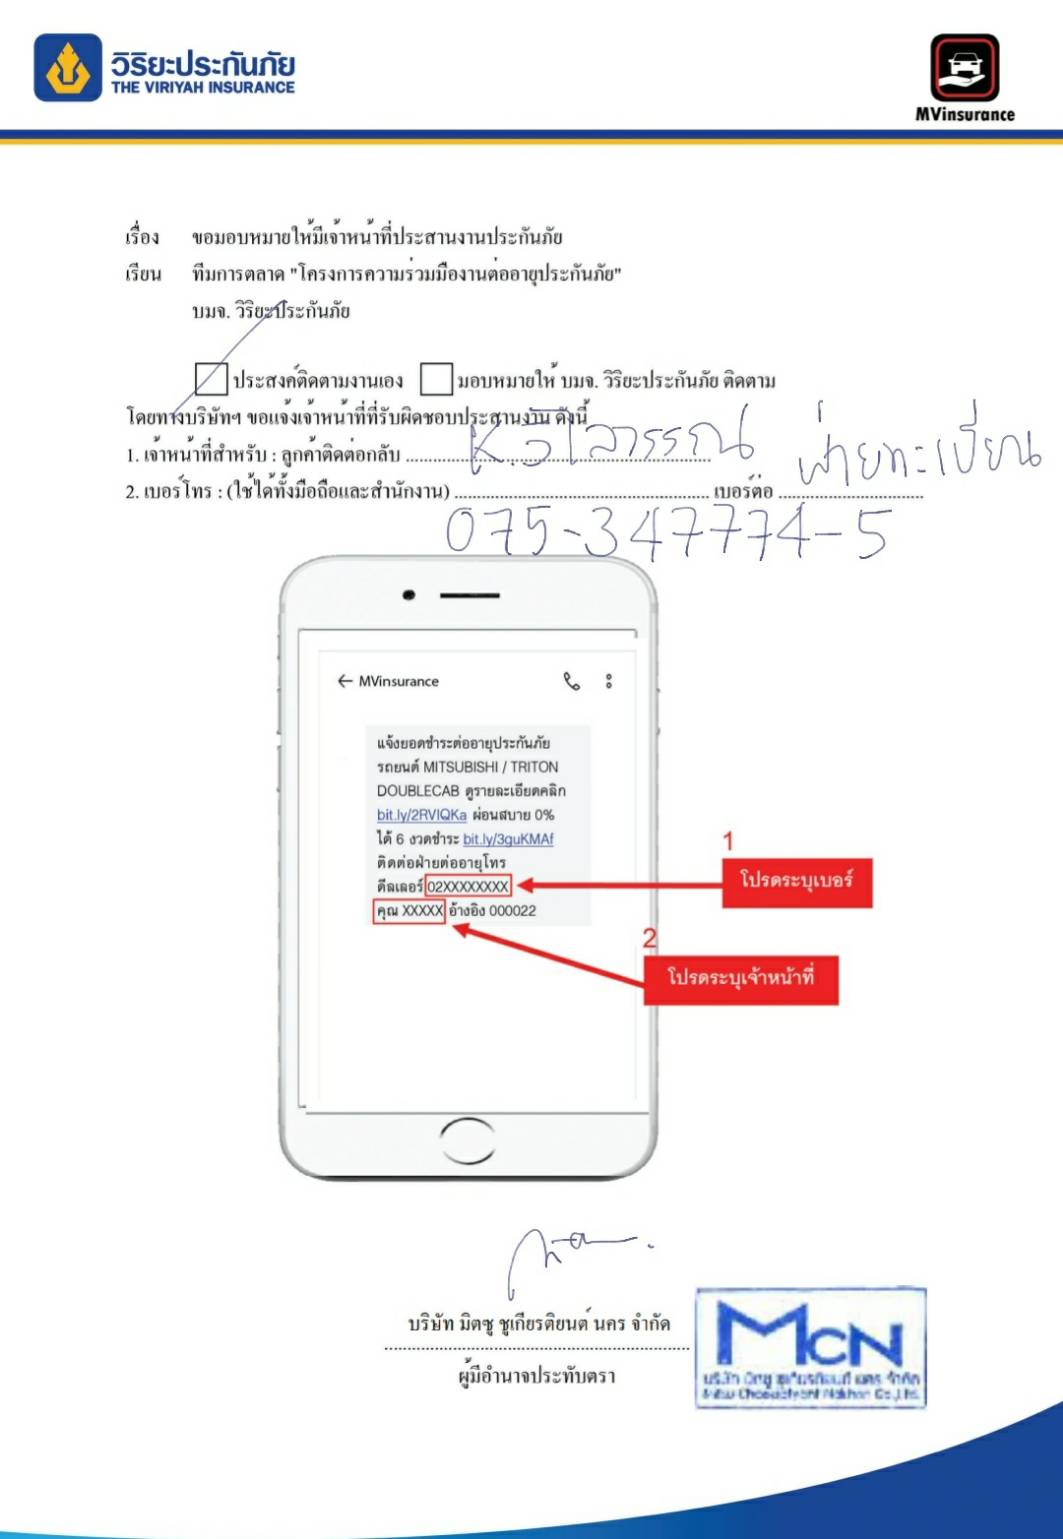 วิริยะประกันภัย
THE VIRIYAH INSURANCE
MVinsurance
เรื่อง ขอมอบหมายให้มีเจ้าหน้าที่ประสานงานประกันภัย
เรียน ทีมการตลาด "โครงการความร่วมมืองานต่ออายุประกันภัย"
บมจ. วิริยะประกันภัย
ประสงค์ติดตามงานเอง มอบหมายให้ บมจ. วิริยะประกันภัย ติดตาม
โดยทางบริษัทฯ ขอแจ้งเจ้าหน้าที่ที่รับผิดชอบประสานงาน ดังนี้
1. เจ้าหน้าที่สำหรับ : ลูกค้าติดต่อกลับ K.วิไลวรรณ ฝ่ายทะเบียน
2. เบอร์โทร : (ใช้ได้ทั้งมือถือและสำนักงาน) เบอร์ต่อ
075-347774-5
← MVinsurance
แจ้งยอดชำระต่ออายุประกันภัย
รถยนต์ MITSUBISHI / TRITON
DOUBLECAB ดูรายละเอียดคลิก
bit.ly/2RVIQKa ผ่อนสบาย 0%
ได้ 6 งวดชำระ bit.ly/3guKMAf
ติดต่อฝ่ายต่ออายุโทร
ดีลเลอร์ 02XXXXXXXX
คุณ XXXXX อ้างอิง 000022
1
โปรดระบุเบอร์
2
โปรดระบุเจ้าหน้าที่
บริษัท มิตซู ชูเกียรติยนต์ นคร จำกัด
ผู้มีอำนาจประทับตรา
MCN
บริษัท มิตซู ชูเกียรติยนต์ นคร จำกัด
Mitsu Chookiatyont Nakhon Co.,Ltd.